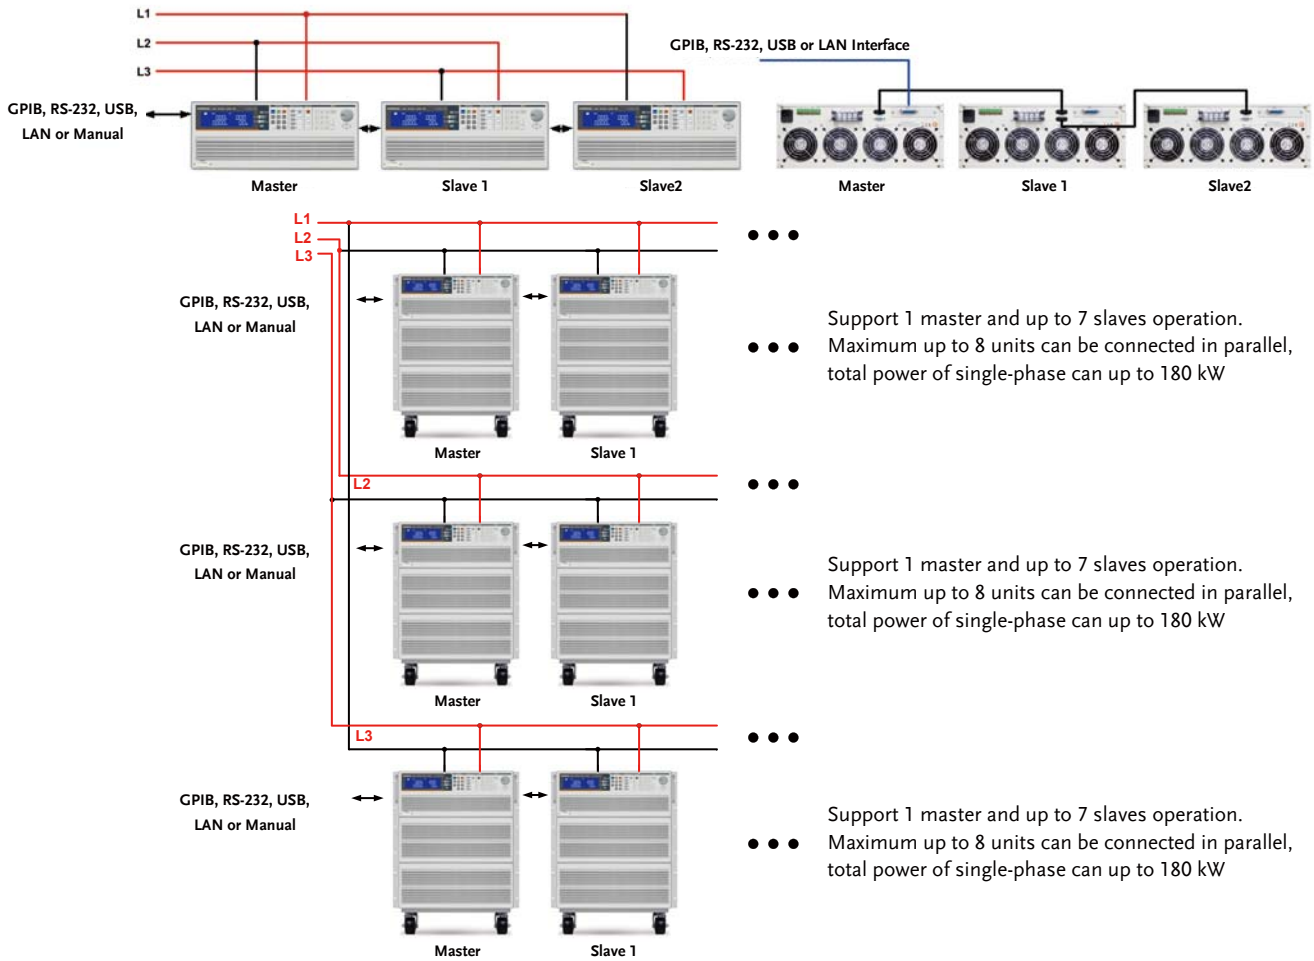 L1
L2
L3
GPIB, RS-232, USB,
LAN or Manual
Master
Slave 1
Slave2
GPIB, RS-232, USB or LAN Interface
Master
Slave 1
Slave2
L1
L2
L3
GPIB, RS-232, USB,
LAN or Manual
Master
Slave 1
Support 1 master and up to 7 slaves operation.
Maximum up to 8 units can be connected in parallel,
total power of single-phase can up to 180 kW
L2
GPIB, RS-232, USB,
LAN or Manual
Master
Slave 1
Support 1 master and up to 7 slaves operation.
Maximum up to 8 units can be connected in parallel,
total power of single-phase can up to 180 kW
L3
GPIB, RS-232, USB,
LAN or Manual
Master
Slave 1
Support 1 master and up to 7 slaves operation.
Maximum up to 8 units can be connected in parallel,
total power of single-phase can up to 180 kW